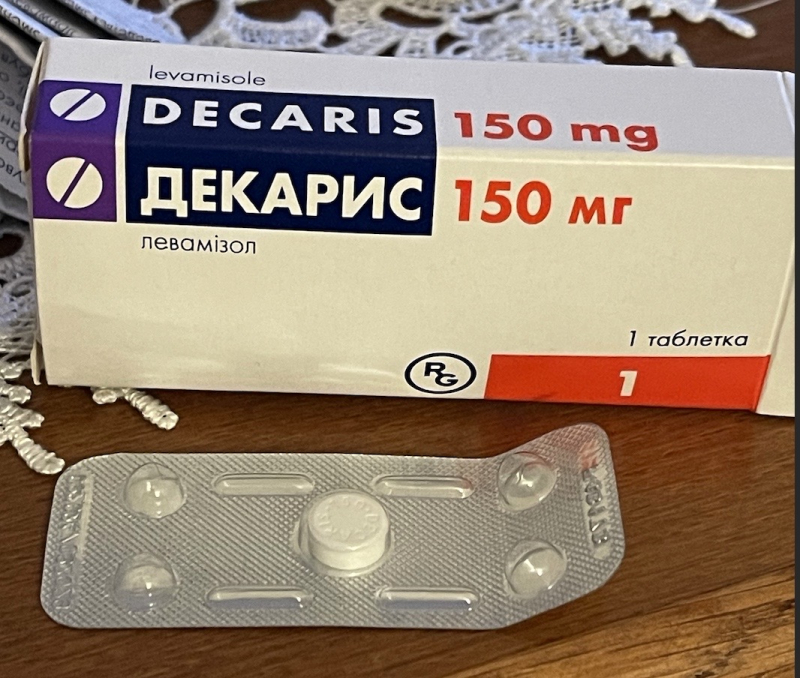 levamisole
DECARIS 150 mg
ДЕКАРИС 150 мг
левамізол
1 таблетка
RG
1